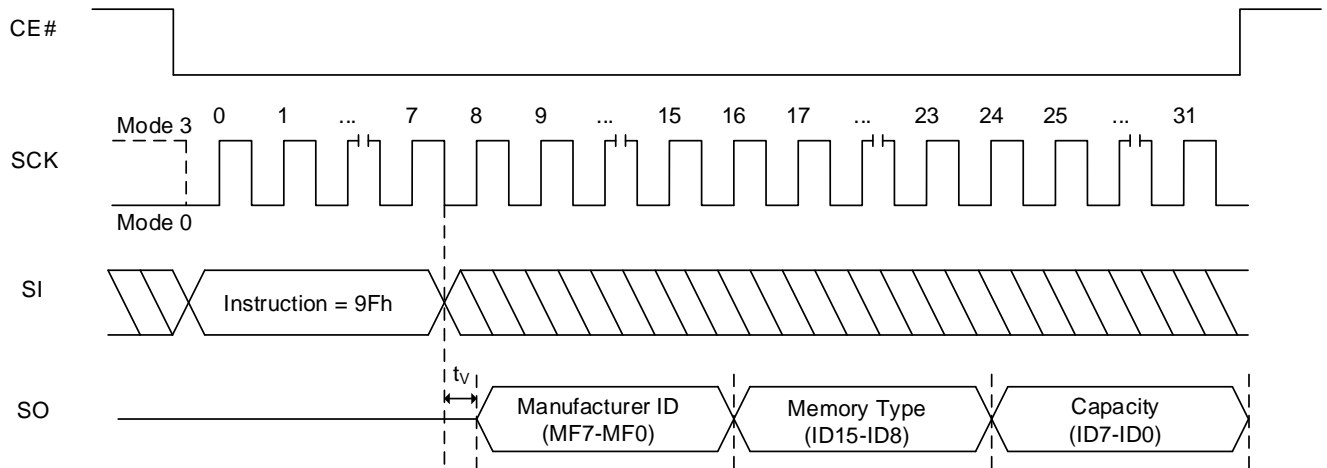 CE#
0 1 ... 7 8 9 ... 15 16 17 ... 23 24 25 ... 31
Mode 3
SCK
Mode 0
SI
Instruction = 9Fh
tV
SO
Manufacturer ID
(MF7-MF0)
Memory Type
(ID15-ID8)
Capacity
(ID7-ID0)